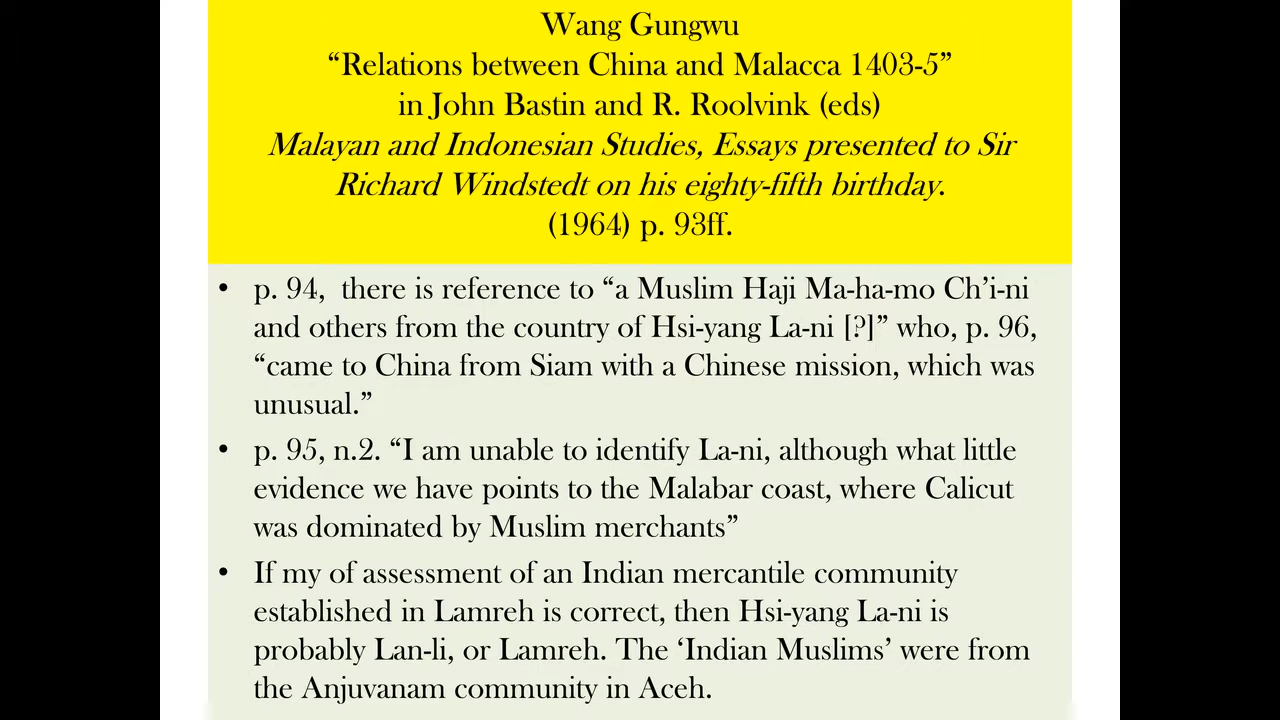 Wang Gungwu
“Relations between China and Malacca 1403-5”
in John Bastin and R. Roolvink (eds)
Malayan and Indonesian Studies, Essays presented to Sir
Richard Windstedt on his eighty-fifth birthday.
(1964) p. 93ff.
• p. 94, there is reference to “a Muslim Haji Ma-ha-mo Ch’i-ni
and others from the country of Hsi-yang La-ni [?]” who, p. 96,
“came to China from Siam with a Chinese mission, which was
unusual.”
• p. 95, n.2. “I am unable to identify La-ni, although what little
evidence we have points to the Malabar coast, where Calicut
was dominated by Muslim merchants”
• If my of assessment of an Indian mercantile community
established in Lamreh is correct, then Hsi-yang La-ni is
probably Lan-li, or Lamreh. The ‘Indian Muslims’ were from
the Anjuvanam community in Aceh.